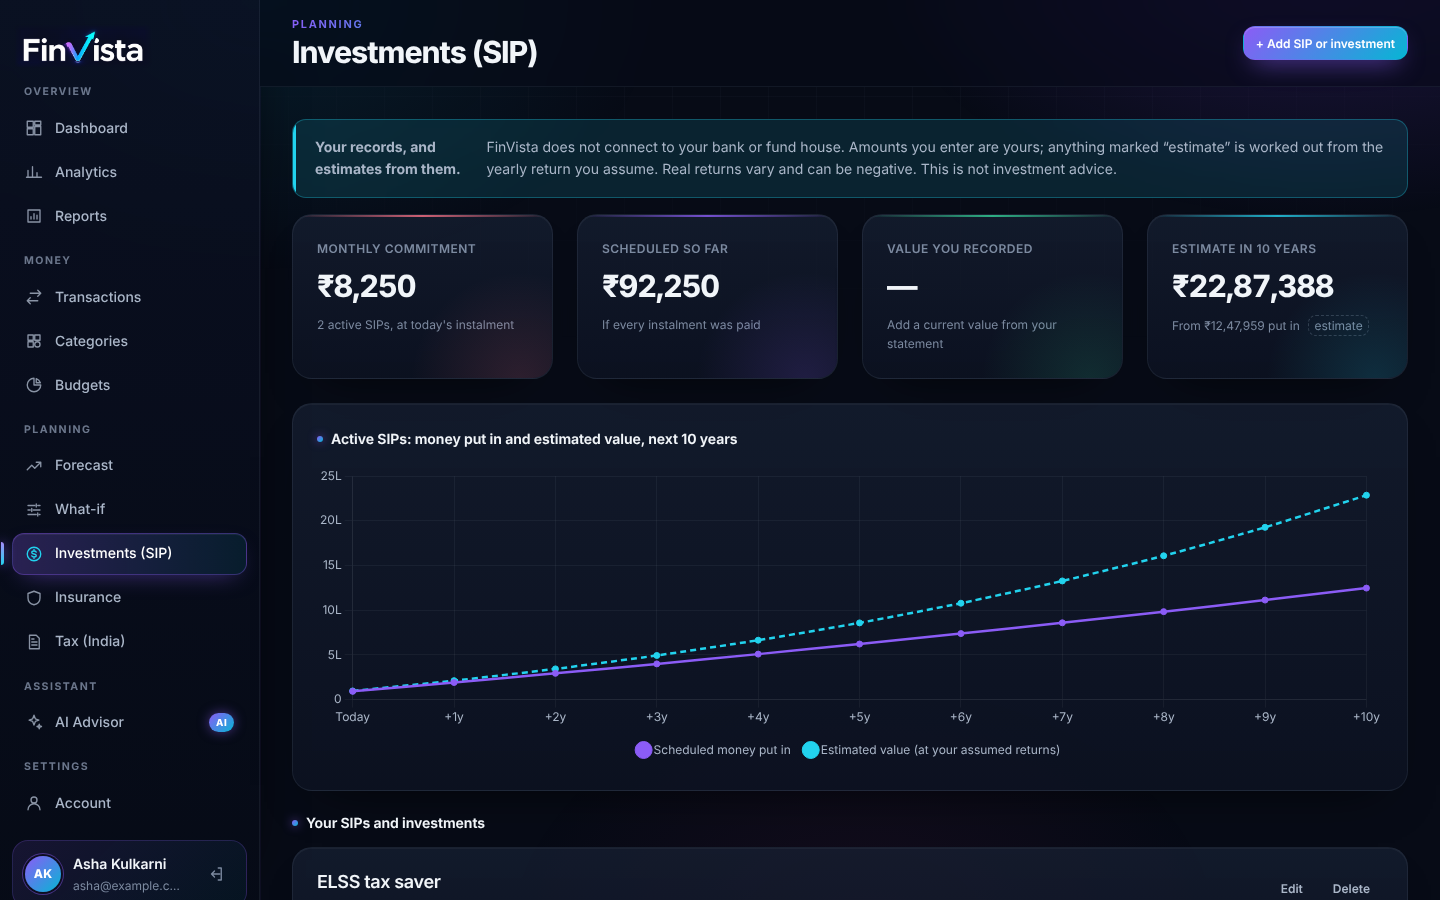 FinVista
OVERVIEW
Dashboard
Analytics
Reports
MONEY
Transactions
Categories
Budgets
PLANNING
Forecast
What-if
Investments (SIP)
Insurance
Tax (India)
ASSISTANT
AI Advisor
AI
SETTINGS
Account
AK
Asha Kulkarni
asha@example.c...
PLANNING
Investments (SIP)
+ Add SIP or investment
Your records, and
estimates from them.
FinVista does not connect to your bank or fund house. Amounts you enter are yours; anything marked “estimate” is worked out from the
yearly return you assume. Real returns vary and can be negative. This is not investment advice.
MONTHLY COMMITMENT
₹8,250
2 active SIPs, at today's instalment
SCHEDULED SO FAR
₹92,250
If every instalment was paid
VALUE YOU RECORDED
—
Add a current value from your
statement
ESTIMATE IN 10 YEARS
₹22,87,388
From ₹12,47,959 put in estimate
Active SIPs: money put in and estimated value, next 10 years
25L
20L
15L
10L
5L
0
Today +1y +2y +3y +4y +5y +6y +7y +8y +9y +10y
Scheduled money put in Estimated value (at your assumed returns)
Your SIPs and investments
ELSS tax saver
Edit Delete